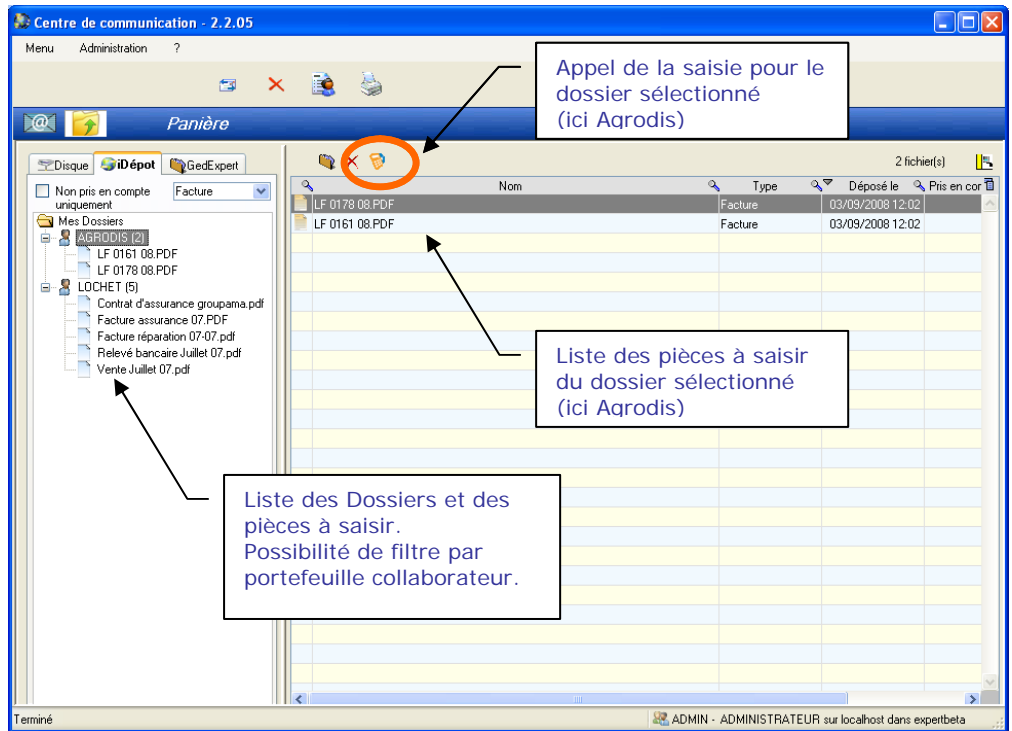 Centre de communication - 2.2.05
Menu Administration ?
Panière
Appel de la saisie pour le
dossier sélectionné
(ici Agrodis)
Disque iDépot GedExpert
2 fichier(s)
Non pris en compte
uniquement
Facture
Nom Type Déposé le Pris en cor
LF 0178 08.PDF Facture 03/09/2008 12:02
LF 0161 08.PDF Facture 03/09/2008 12:02
Mes Dossiers
AGRODIS (2)
LF 0161 08.PDF
LF 0178 08.PDF
LOCHET (5)
Contrat d'assurance groupama.pdf
Facture assurance 07.PDF
Facture réparation 07-07.pdf
Relevé bancaire Juillet 07.pdf
Vente Juillet 07.pdf
Liste des pièces à saisir
du dossier sélectionné
(ici Agrodis)
Liste des Dossiers et des
pièces à saisir.
Possibilité de filtre par
portefeuille collaborateur.
Terminé
ADMIN - ADMINISTRATEUR sur localhost dans expertbeta